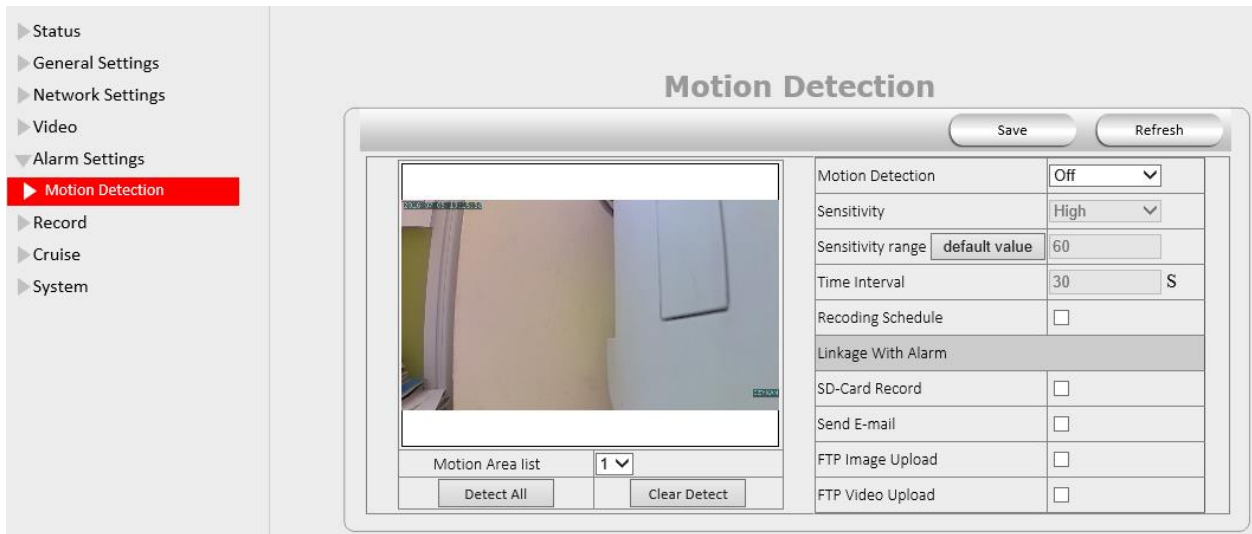 Status
General Settings
Network Settings
Video
Alarm Settings
Motion Detection
Record
Cruise
System
Motion Detection
Save
Refresh
Motion Detection Off
Sensitivity High
Sensitivity range default value 60
Time Interval 30 S
Recoding Schedule
Linkage With Alarm
SD-Card Record
Send E-mail
FTP Image Upload
FTP Video Upload
Motion Area list 1
Detect All
Clear Detect